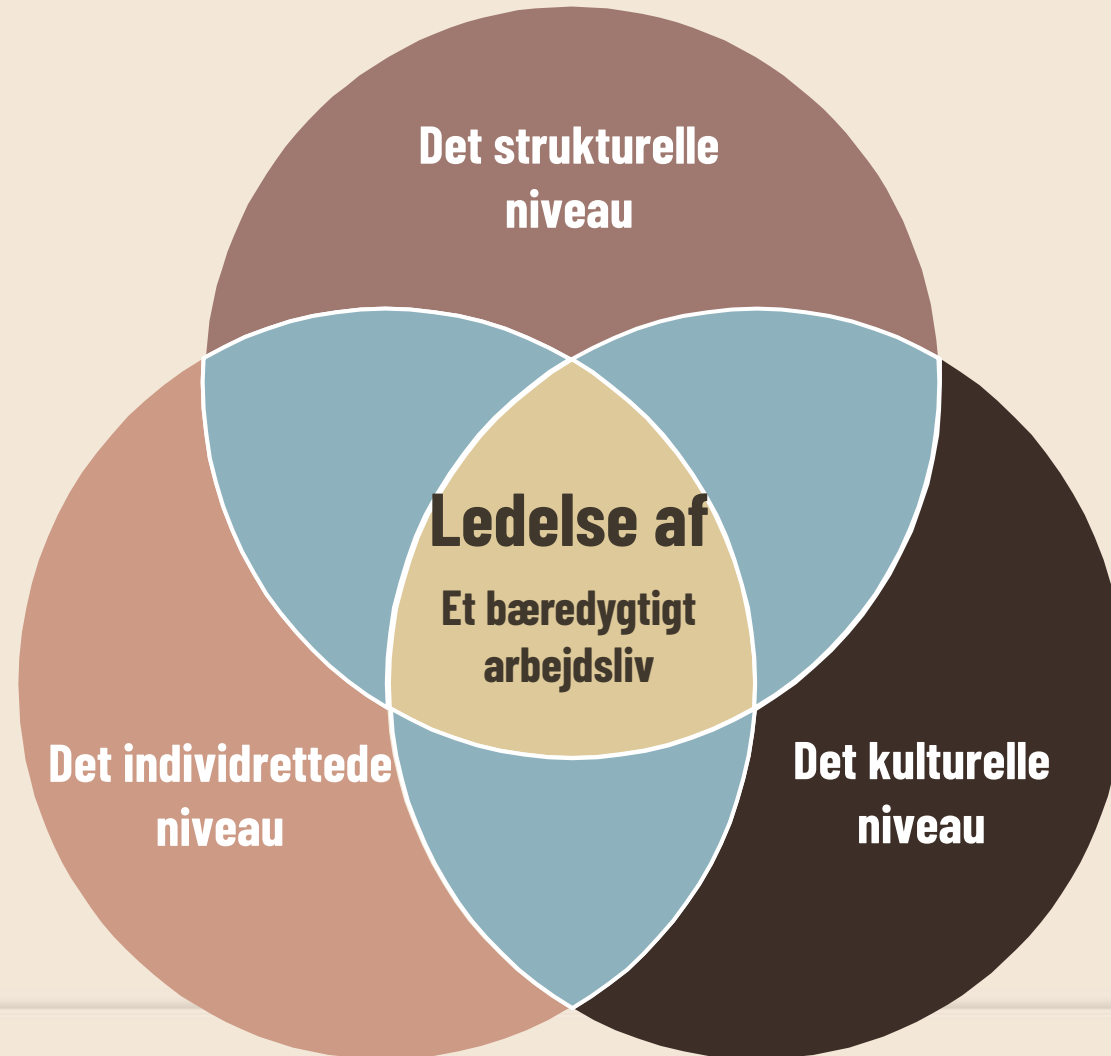 Det strukturelle
niveau
Ledelse af
Et bæredygtigt
arbejdsliv
Det individrettede
niveau
Det kulturelle
niveau